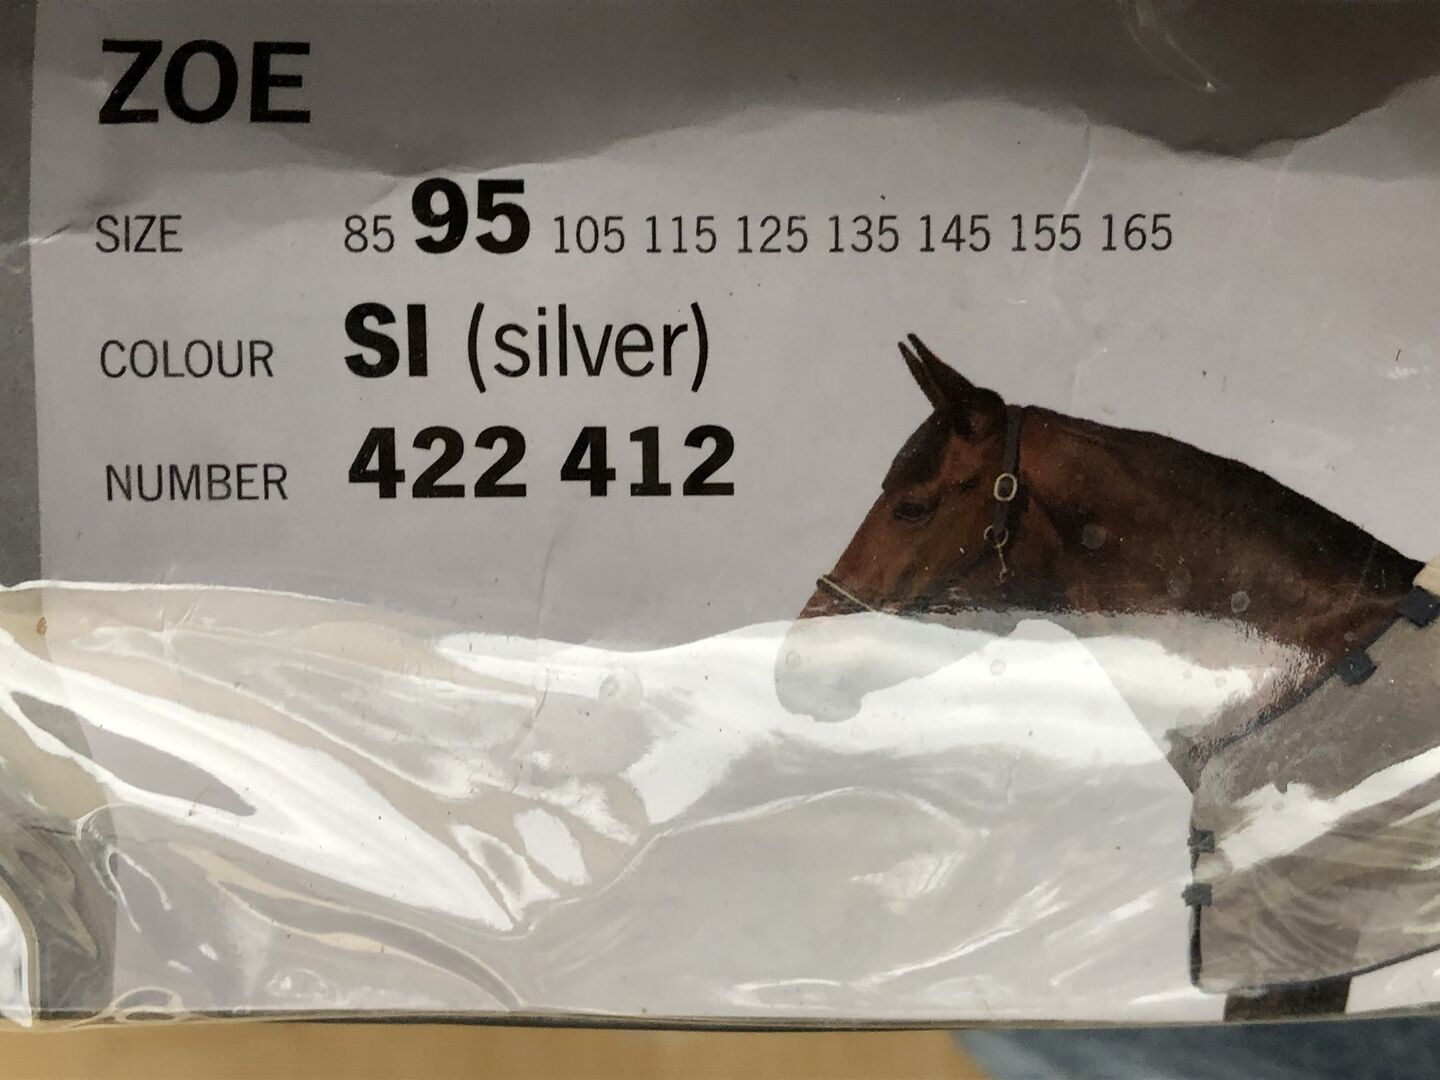 ZOE
SIZE 85 95 105 115 125 135 145 155 165
COLOUR SI (silver)
NUMBER 422 412